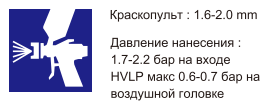 Краскопульт : 1.6-2.0 mm
Давление нанесения :
1.7-2.2 бар на входе
HVLP макс 0.6-0.7 бар на
воздушной головке